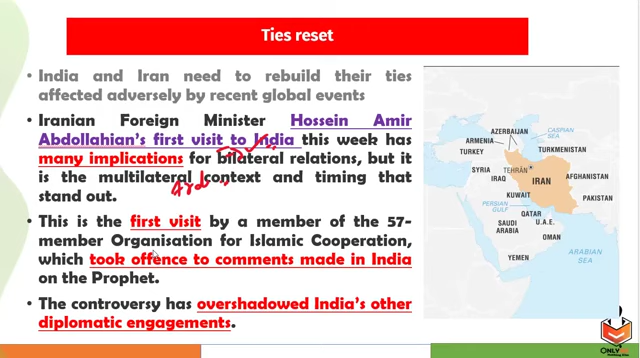 Ties reset
• India and Iran need to rebuild their ties
affected adversely by recent global events
• Iranian Foreign Minister Hossein Amir
Abdollahian's first visit to India this week has
many implications for bilateral relations, but it
is the multilateral context and timing that
stand out.
• This is the first visit by a member of the 57-
member Organisation for Islamic Cooperation,
which took offence to comments made in India
on the Prophet.
• The controversy has overshadowed India's other
diplomatic engagements.
AZERBAIJAN
CASPIAN
SEA
ARMENIA
TURKEY
TURKMENISTAN
SYRIA
TEHRĀN
IRAQ
IRAN
AFGHANISTAN
KUWAIT
PAKISTAN
PERSIAN
GULF
QATAR
U.A.E.
SAUDI
ARABIA
OMAN
ARABIAN
SEA
YEMEN
ONLY